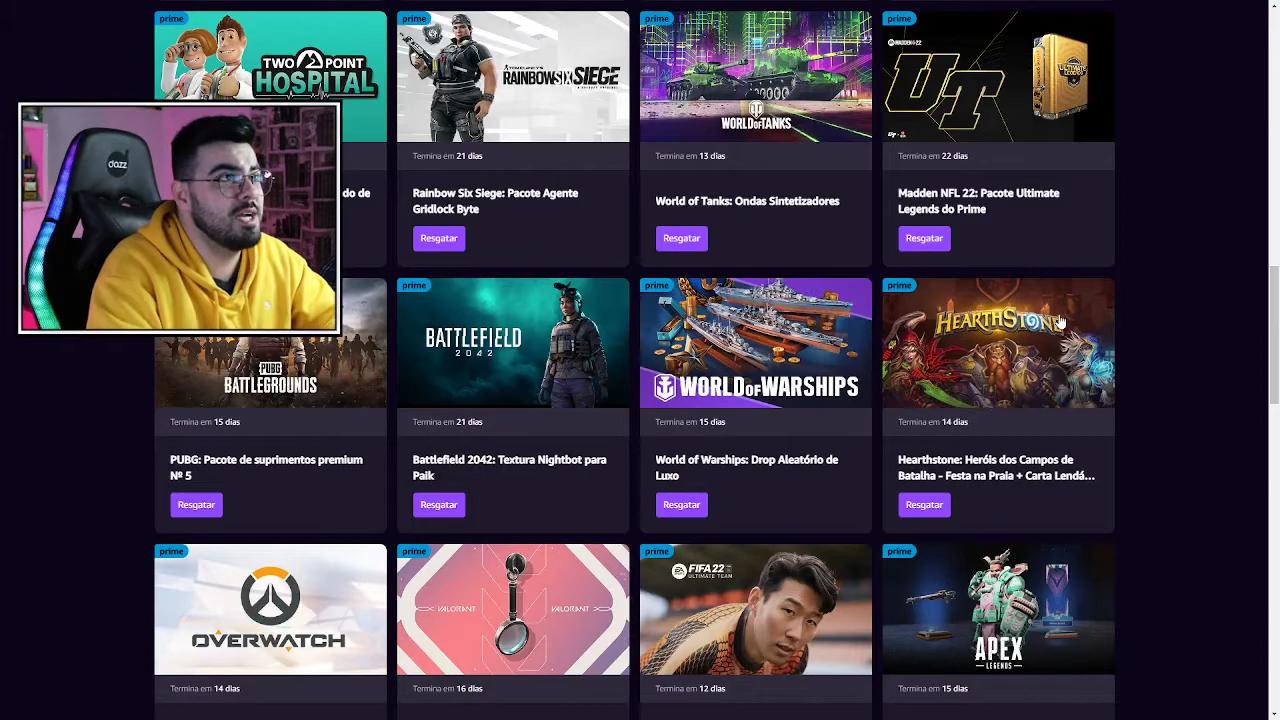 prime
TWO POINT
HOSPITAL
do de
dazz
prime
RAINBOWSIX SIEGE
Termina em 21 dias
Rainbow Six Siege: Pacote Agente
Gridlock Byte
Resgatar
prime
WORLD OF TANKS
Termina em 13 dias
World of Tanks: Ondas Sintetizadores
Resgatar
prime
MADDEN 22
UT
ULTIMATE
LEGENDS
Termina em 22 dias
Madden NFL 22: Pacote Ultimate
Legends do Prime
Resgatar
PUBG
BATTLEGROUNDS
Termina em 15 dias
PUBG: Pacote de suprimentos premium
Nº 5
Resgatar
prime
BATTLEFIELD
2042
Termina em 21 dias
Battlefield 2042: Textura Nightbot para
Paik
Resgatar
prime
WORLD OF WARSHIPS
Termina em 15 dias
World of Warships: Drop Aleatório de
Luxo
Resgatar
prime
HEARTHSTONE
Termina em 14 dias
Hearthstone: Heróis dos Campos de
Batalha - Festa na Praia + Carta Lendá...
Resgatar
prime
OVERWATCH
Termina em 14 dias
prime
VALORANT
VALORANT
Termina em 16 dias
prime
EA SPORTS
FIFA 22
ULTIMATE TEAM
Termina em 12 dias
prime
APEX
LEGENDS
Termina em 15 dias